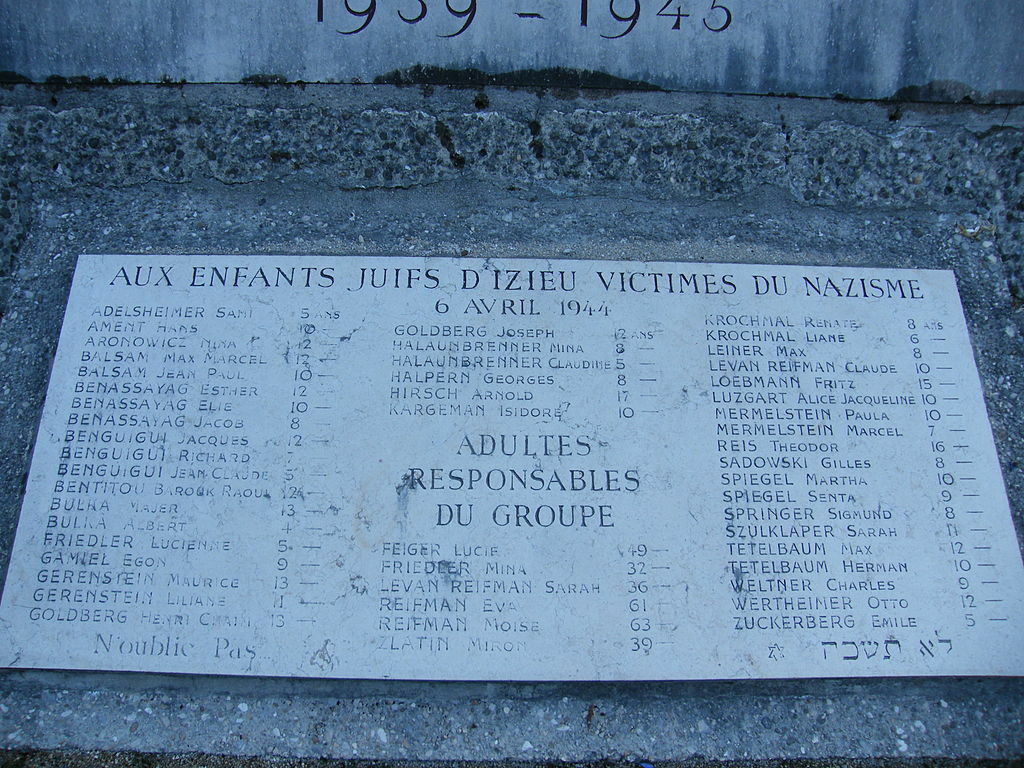 1939 - 1945
AUX ENFANTS JUIFS D'IZIEU VICTIMES DU NAZISME
6 AVRIL 1944
ADELSHEIMER SAMI 5 ANS
AMENT HANS 10 —
ARONOWICZ NINA 12 —
BALSAM MAX MARCEL 12 —
BALSAM JEAN PAUL 10 —
BENASSAYAG ESTHER 12 —
BENASSAYAG ELIE 10 —
BENASSAYAG JACOB 8 —
BENGUIGUI JACQUES 12 —
BENGUIGUI RICHARD 7 —
BENGUIGUI JEAN CLAUDE 5 —
BENTITOU BAROUK RAOUL 12 —
BULKA MAJER 13 —
BULKA ALBERT 4 —
FRIEDLER LUCIENNE 5 —
GAMIEL EGON 9 —
GERENSTEIN MAURICE 13 —
GERENSTEIN LILIANE 11 —
GOLDBERG HENRI CHAIM 13 —
GOLDBERG JOSEPH 12 ANS
HALAUNBRENNER MINA 8 —
HALAUNBRENNER CLAUDINE 5 —
HALPERN GEORGES 8 —
HIRSCH ARNOLD 17 —
KARGEMAN ISIDORE 10 —
ADULTES
RESPONSABLES
DU GROUPE
FEIGER LUCIE 49 —
FRIEDLER MINA 32 —
LEVAN REIFMAN SARAH 36 —
REIFMAN EVA 61 —
REIFMAN MOISE 63 —
ZLATIN MIRON 39 —
KROCHMAL RENATE 8 ANS
KROCHMAL LIANE 6 —
LEINER MAX 8 —
LEVAN REIFMAN CLAUDE 10 —
LOEBMANN FRITZ 15 —
LUZGART ALICE JACQUELINE 10 —
MERMELSTEIN PAULA 10 —
MERMELSTEIN MARCEL 7 —
REIS THEODOR 16 —
SADOWSKI GILLES 8 —
SPIEGEL MARTHA 10 —
SPIEGEL SENTA 9 —
SPRINGER SIGMUND 8 —
SZULKLAPER SARAH 11 —
TETELBAUM MAX 12 —
TETELBAUM HERMAN 10 —
WELTNER CHARLES 9 —
WERTHEIMER OTTO 12 —
ZUCKERBERG EMILE 5 —
N'oublie Pas
לא תשכח